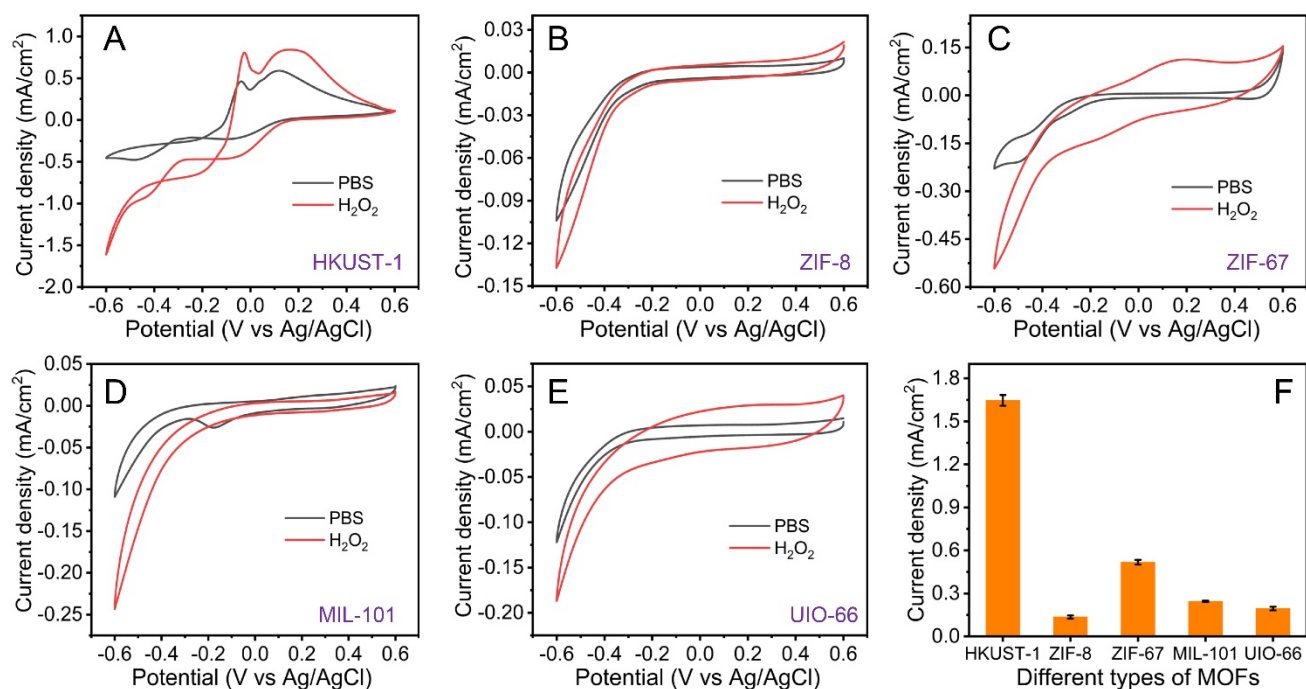 A
Current density (mA/cm²)
1.0
0.5
0.0
-0.5
-1.0
-1.5
-2.0
PBS
H₂O₂
HKUST-1
-0.6 -0.4 -0.2 0.0 0.2 0.4 0.6
Potential (V vs Ag/AgCl)
B
Current density (mA/cm²)
0.03
0.00
-0.03
-0.06
-0.09
-0.12
-0.15
PBS
H₂O₂
ZIF-8
-0.6 -0.4 -0.2 0.0 0.2 0.4 0.6
Potential (V vs Ag/AgCl)
C
Current density (mA/cm²)
0.15
0.00
-0.15
-0.30
-0.45
-0.60
PBS
H₂O₂
ZIF-67
-0.6 -0.4 -0.2 0.0 0.2 0.4 0.6
Potential (V vs Ag/AgCl)
D
Current density (mA/cm²)
0.05
0.00
-0.05
-0.10
-0.15
-0.20
-0.25
PBS
H₂O₂
MIL-101
-0.6 -0.4 -0.2 0.0 0.2 0.4 0.6
Potential (V vs Ag/AgCl)
E
Current density (mA/cm²)
0.05
0.00
0.05
-0.10
-0.15
-0.20
PBS
H₂O₂
UIO-66
-0.6 -0.4 -0.2 0.0 0.2 0.4 0.6
Potential (V vs Ag/AgCl)
F
Current density (mA/cm²)
1.8
1.5
1.2
0.9
0.6
0.3
0.0
HKUST-1 ZIF-8 ZIF-67 MIL-101 UIO-66
Different types of MOFs